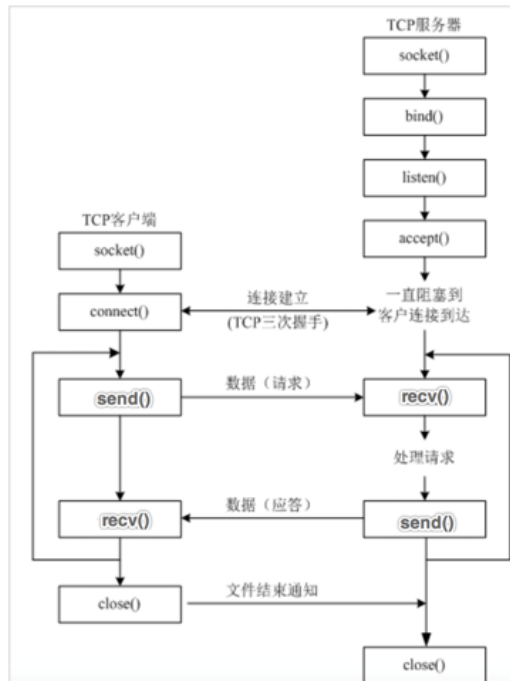 TCP服务器
socket()
bind()
listen()
TCP客户端
accept()
socket()
连接建立
(TCP三次握手)
一直阻塞到
客户连接到达
connect()
send()
数据（请求）
recv()
处理请求
recv()
数据（应答）
send()
close()
文件结束通知
close()